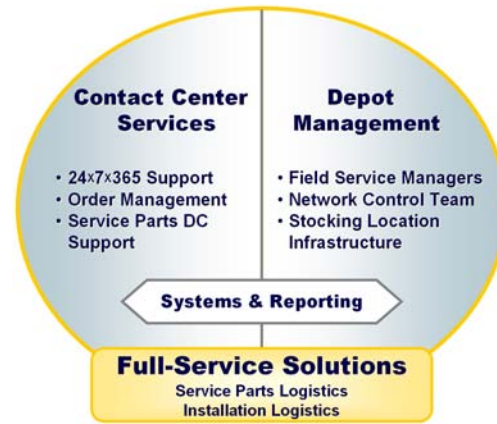 Contact Center
Services
• 24x7x365 Support
• Order Management
• Service Parts DC
Support
Depot
Management
• Field Service Managers
• Network Control Team
• Stocking Location
Infrastructure
Systems & Reporting
Full-Service Solutions
Service Parts Logistics
Installation Logistics